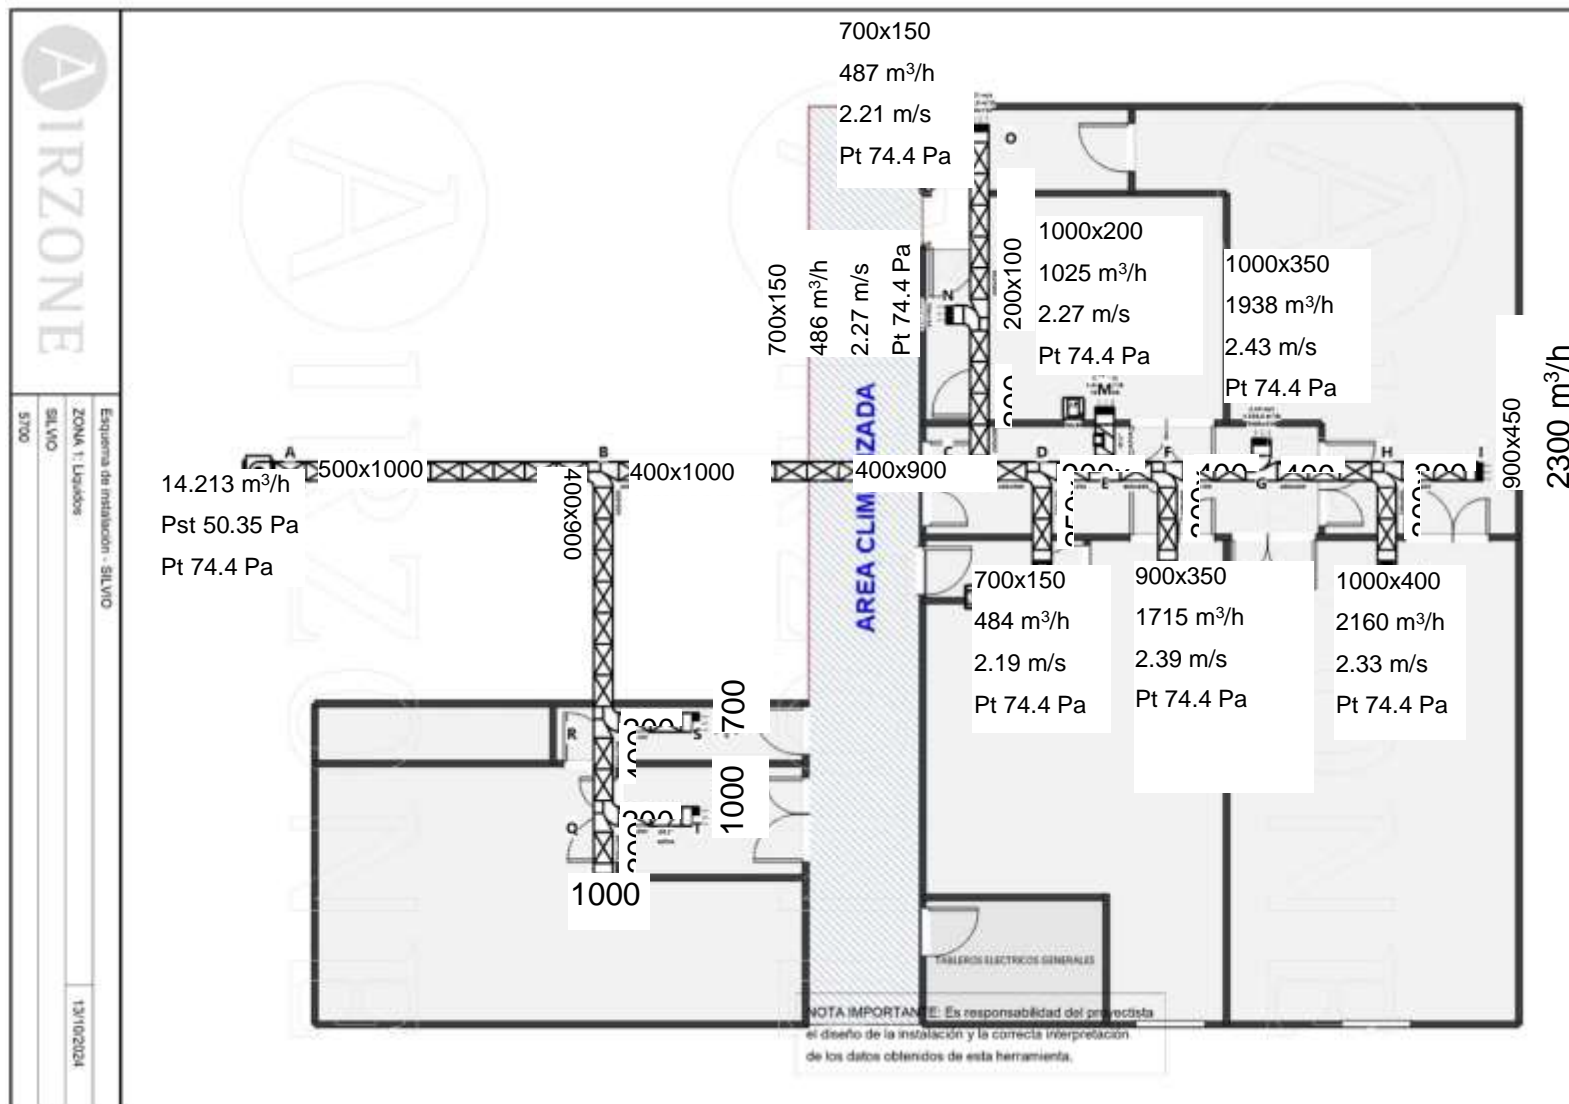 AIRZONE
Esquema de instalación - SILVIO
ZONA 1: Líquidos
13/10/2024
SILVIO
5700
700x150
487 m³/h
2.21 m/s
Pt 74.4 Pa
O
700x150
486 m³/h
2.27 m/s
Pt 74.4 Pa
N
200x100
1000x200
1025 m³/h
2.27 m/s
Pt 74.4 Pa
M
1000x350
1938 m³/h
2.43 m/s
Pt 74.4 Pa
900x450
2300 m³/h
AREA CLIMATIZADA
A
500x1000
B
400x1000
400x900
C
D
E
F
G
H
I
14.213 m³/h
Pst 50.35 Pa
Pt 74.4 Pa
400x900
700x150
484 m³/h
2.19 m/s
Pt 74.4 Pa
900x350
1715 m³/h
2.39 m/s
Pt 74.4 Pa
1000x400
2160 m³/h
2.33 m/s
Pt 74.4 Pa
R
S
700
Q
T
1000
1000
TABLEROS ELECTRICOS GENERALES
NOTA IMPORTANTE: Es responsabilidad del proyectista
el diseño de la instalación y la correcta interpretación
de los datos obtenidos de esta herramienta.